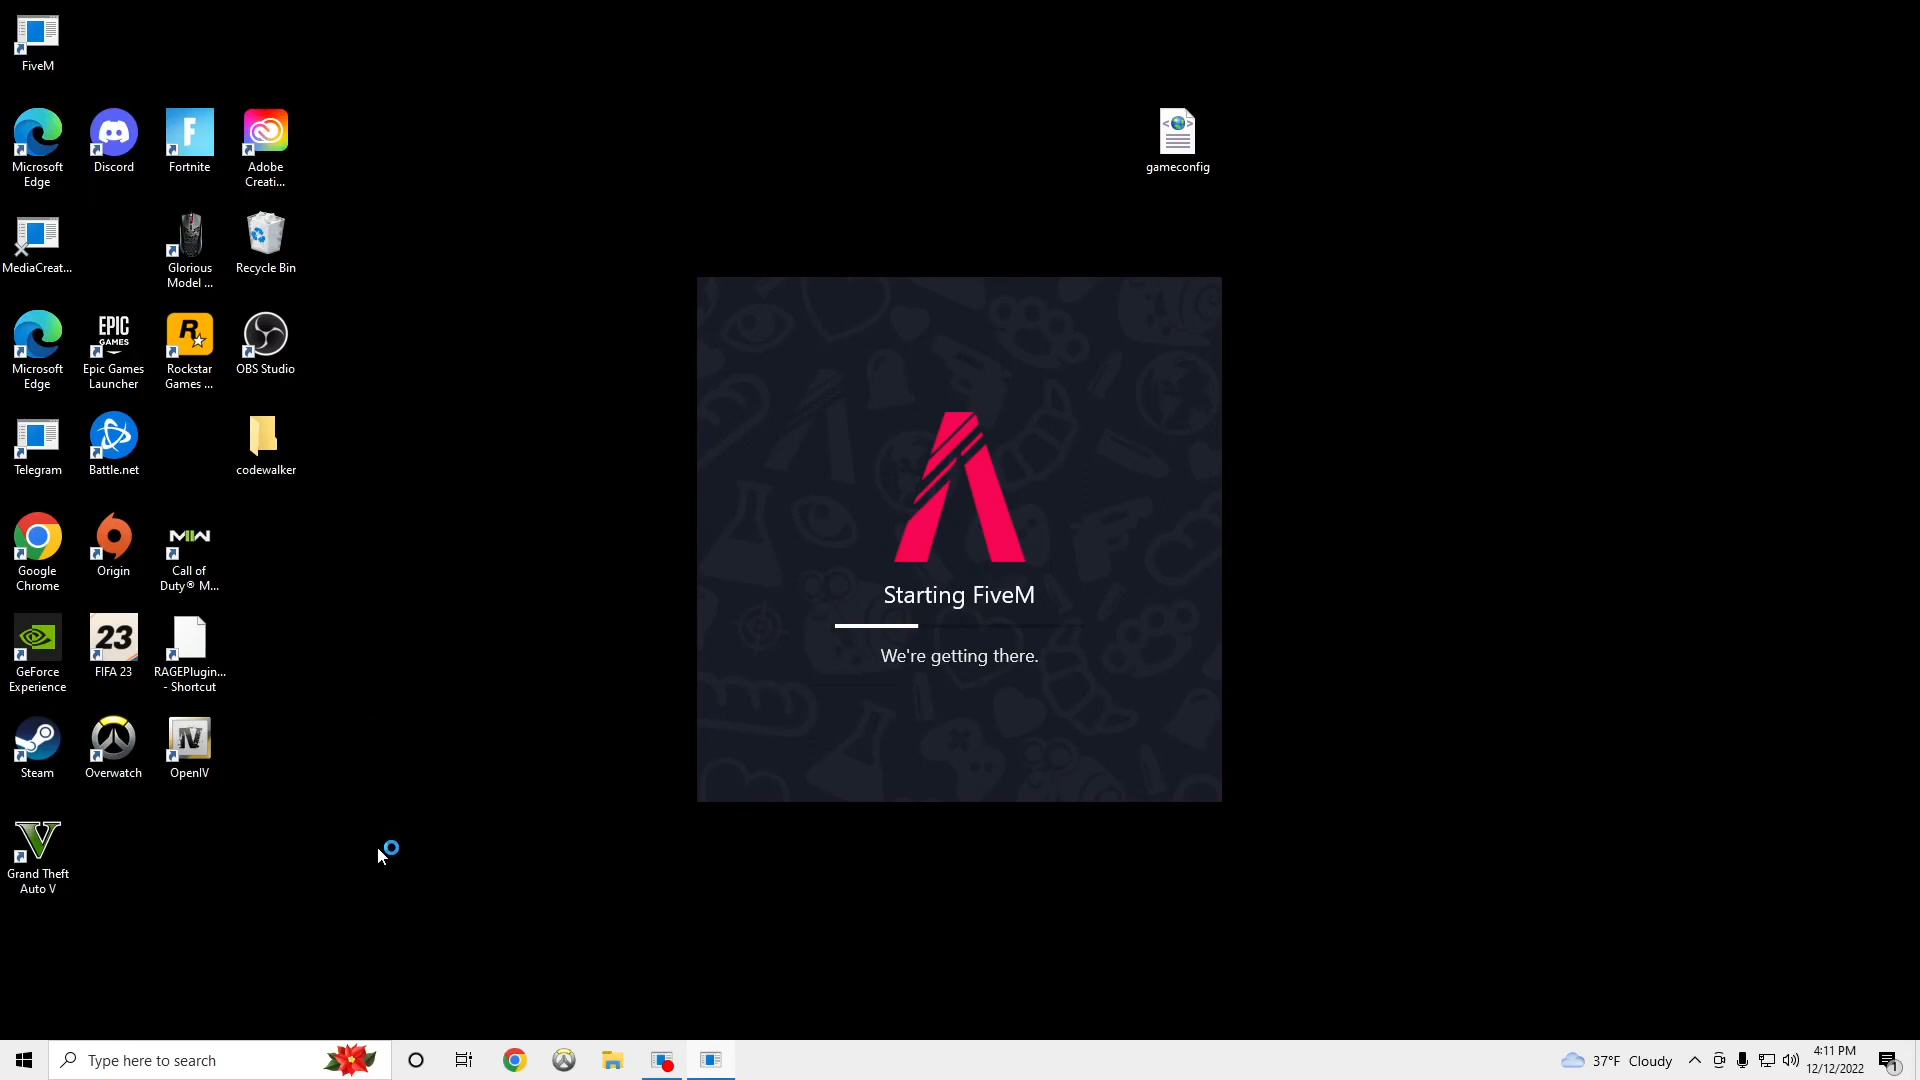 FiveM
Microsoft
Edge
Discord
F
Fortnite
Adobe
Creati...
gameconfig
MediaCreat...
Glorious
Model ...
Recycle Bin
Microsoft
Edge
EPIC
GAMES
Epic Games
Launcher
R
Rockstar
Games ...
OBS Studio
Telegram
Battle.net
codewalker
Google
Chrome
Origin
MW
Call of
Duty® M...
GeForce
Experience
23
FIFA 23
RAGEPlugin...
- Shortcut
Steam
Overwatch
IV
OpenIV
V
Grand Theft
Auto V
Starting FiveM
We're getting there.
Type here to search
37°F Cloudy
4:11 PM
12/12/2022
1